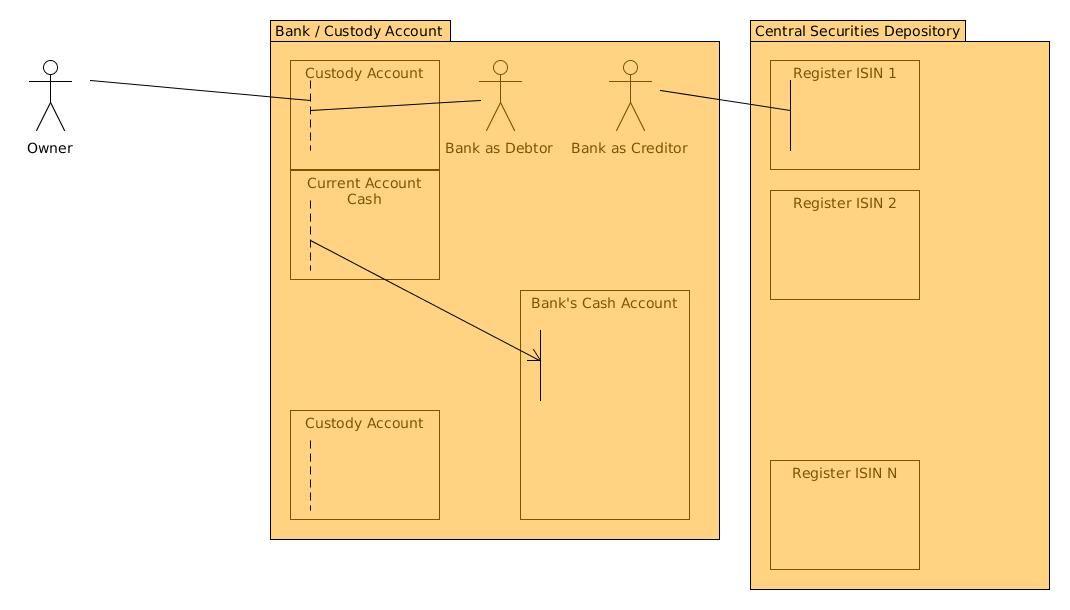 Bank / Custody Account
Central Securities Depository
Custody Account
Register ISIN 1
Owner
Bank as Debtor
Bank as Creditor
Current Account
Cash
Register ISIN 2
Bank's Cash Account
Custody Account
Register ISIN N